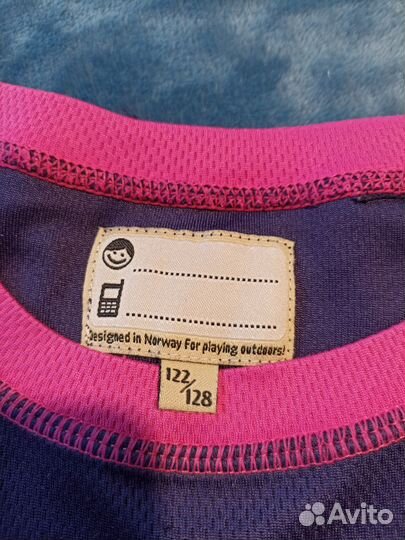 Designed in Norway for playing outdoors!
122/128
Avito